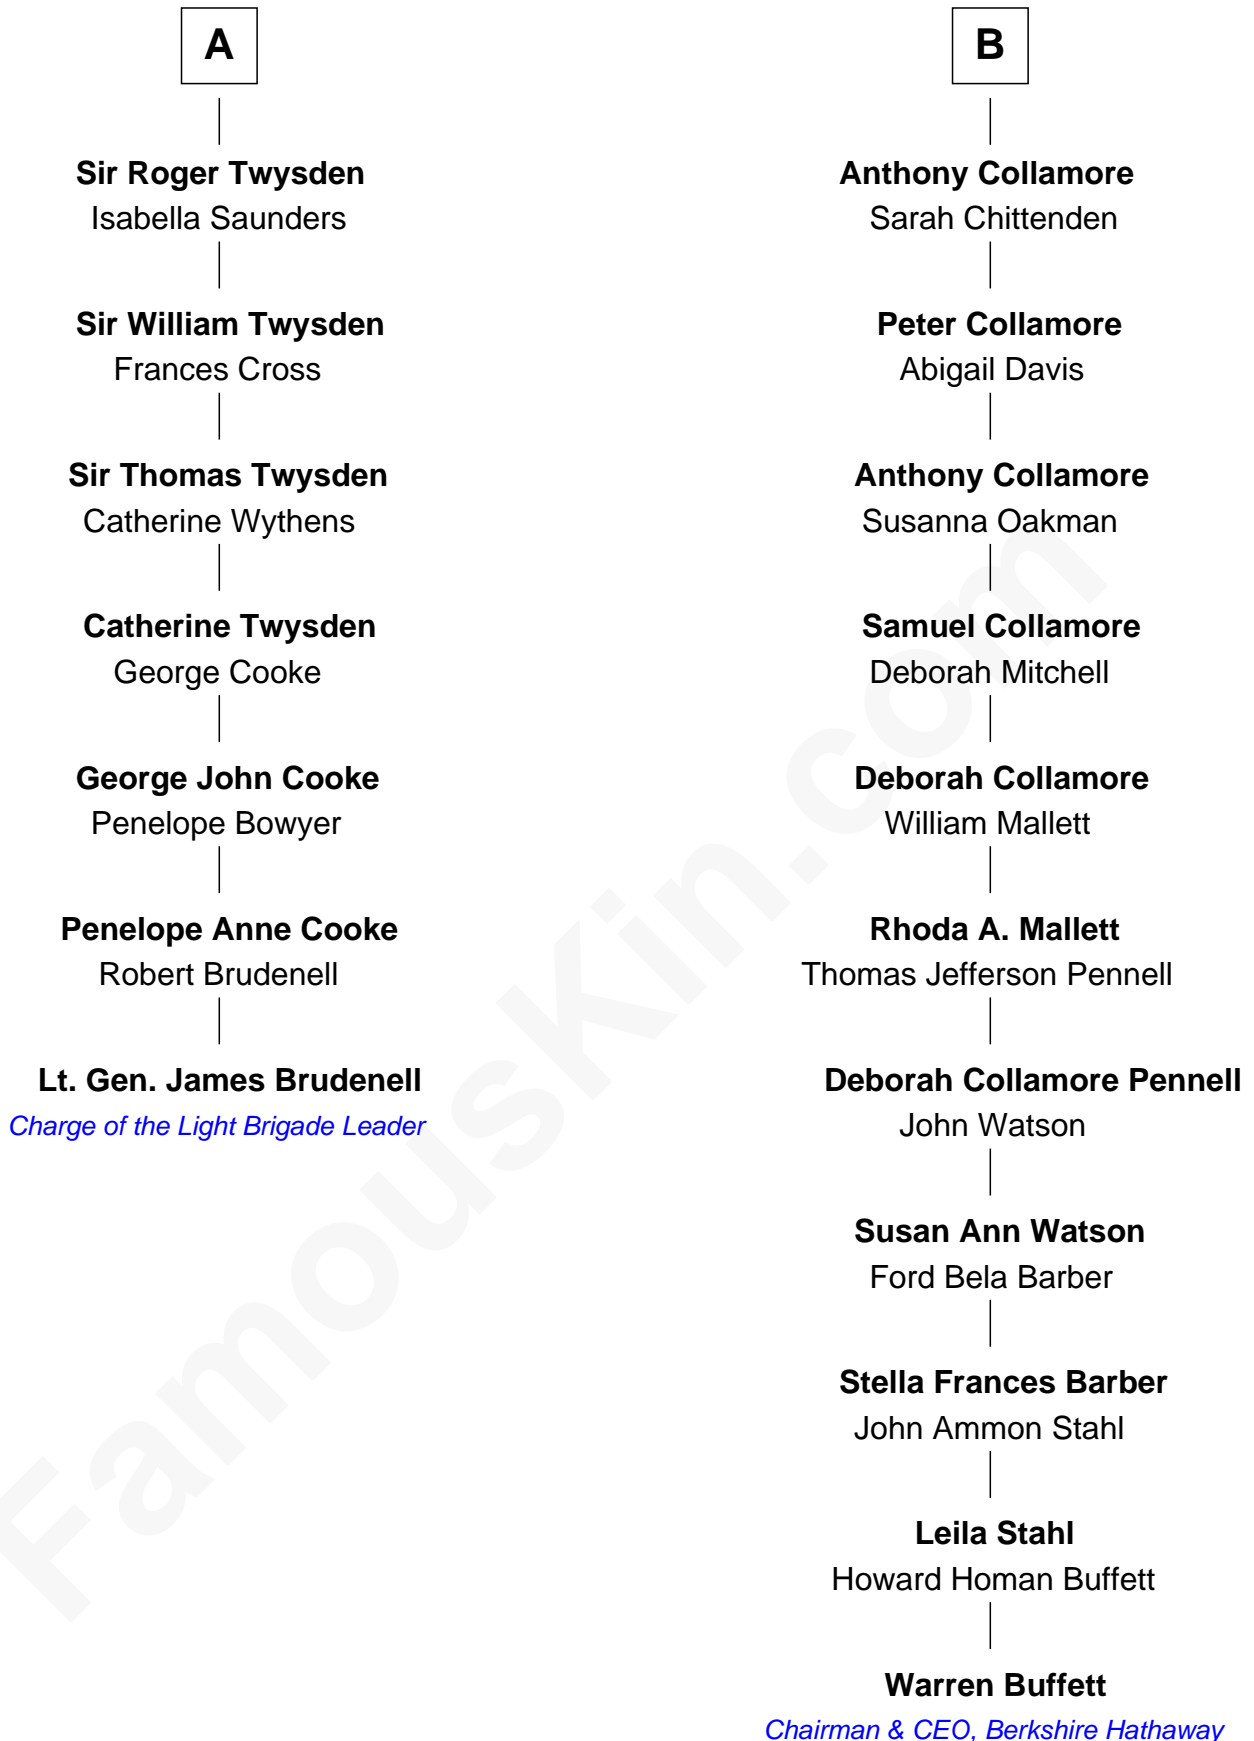 A
Sir Roger Twysden
Isabella Saunders
Sir William Twysden
Frances Cross
Sir Thomas Twysden
Catherine Wythens
Catherine Twysden
George Cooke
George John Cooke
Penelope Bowyer
Penelope Anne Cooke
Robert Brudenell
Lt. Gen. James Brudenell
Charge of the Light Brigade Leader
B
Anthony Collamore
Sarah Chittenden
Peter Collamore
Abigail Davis
Anthony Collamore
Susanna Oakman
Samuel Collamore
Deborah Mitchell
Deborah Collamore
William Mallett
Rhoda A. Mallett
Thomas Jefferson Pennell
Deborah Collamore Pennell
John Watson
Susan Ann Watson
Ford Bela Barber
Stella Frances Barber
John Ammon Stahl
Leila Stahl
Howard Homan Buffett
Warren Buffett
Chairman & CEO, Berkshire Hathaway
FamousKin.com